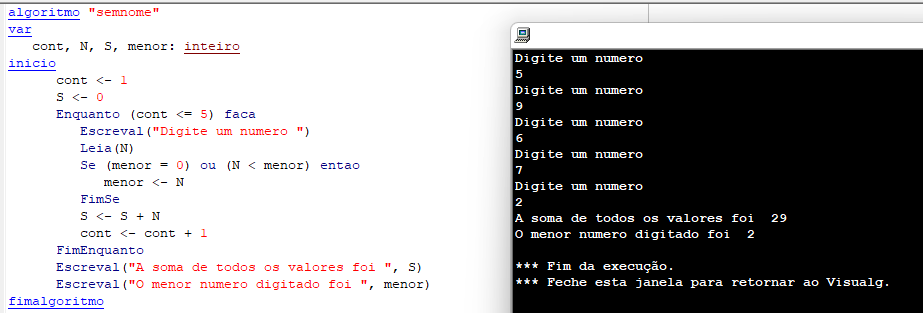 algoritmo "semnome"
var
cont, N, S, menor: inteiro
inicio
cont <- 1
S <- 0
Enquanto (cont <= 5) faca
Escreval("Digite um numero ")
Leia(N)
Se (menor = 0) ou (N < menor) entao
menor <- N
FimSe
S <- S + N
cont <- cont + 1
FimEnquanto
Escreval("A soma de todos os valores foi ", S)
Escreval("O menor numero digitado foi ", menor)
fimalgoritmo
Digite um numero
5
Digite um numero
9
Digite um numero
6
Digite um numero
7
Digite um numero
2
A soma de todos os valores foi  29
O menor numero digitado foi  2
*** Fim da execução.
*** Feche esta janela para retornar ao Visualg.